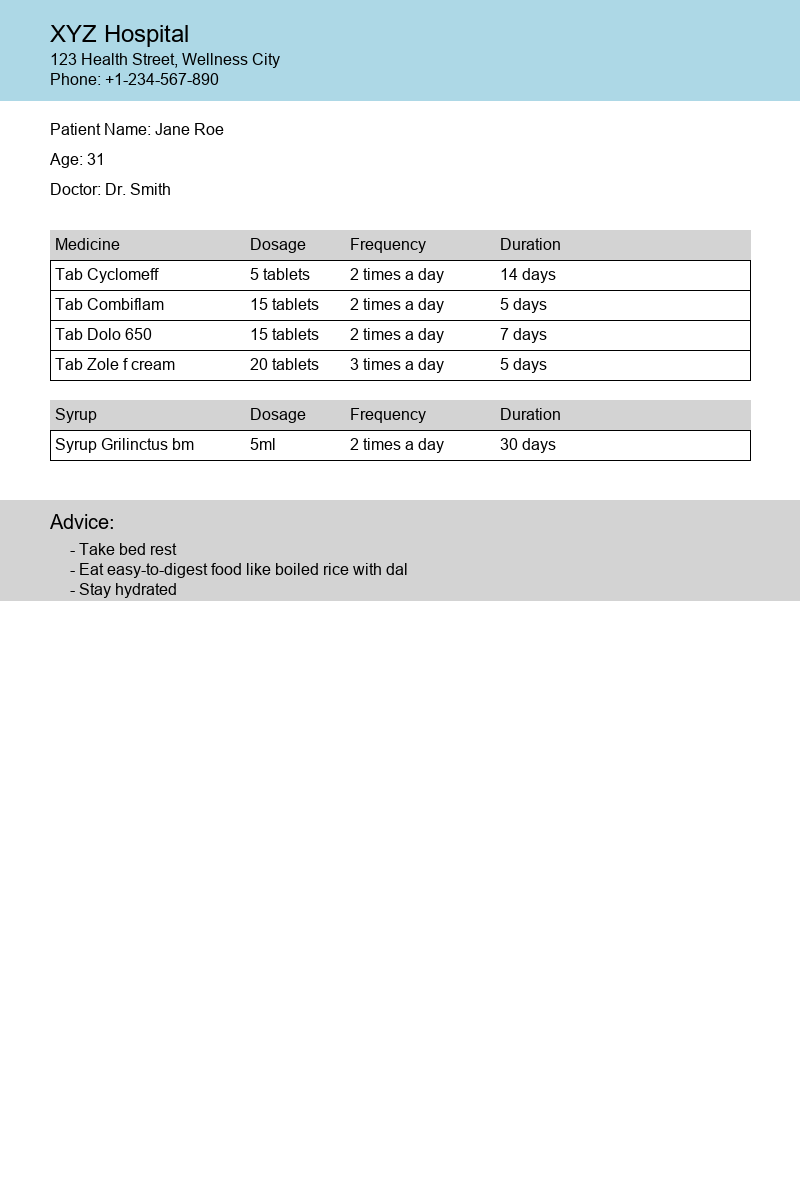 XYZ Hospital
123 Health Street, Wellness City
Phone: +1-234-567-890
Patient Name: Jane Roe
Age: 31
Doctor: Dr. Smith
Medicine Dosage Frequency Duration
Tab Cyclomeff 5 tablets 2 times a day 14 days
Tab Combiflam 15 tablets 2 times a day 5 days
Tab Dolo 650 15 tablets 2 times a day 7 days
Tab Zole f cream 20 tablets 3 times a day 5 days
Syrup Dosage Frequency Duration
Syrup Grilinctus bm 5ml 2 times a day 30 days
Advice:
- Take bed rest
- Eat easy-to-digest food like boiled rice with dal
- Stay hydrated